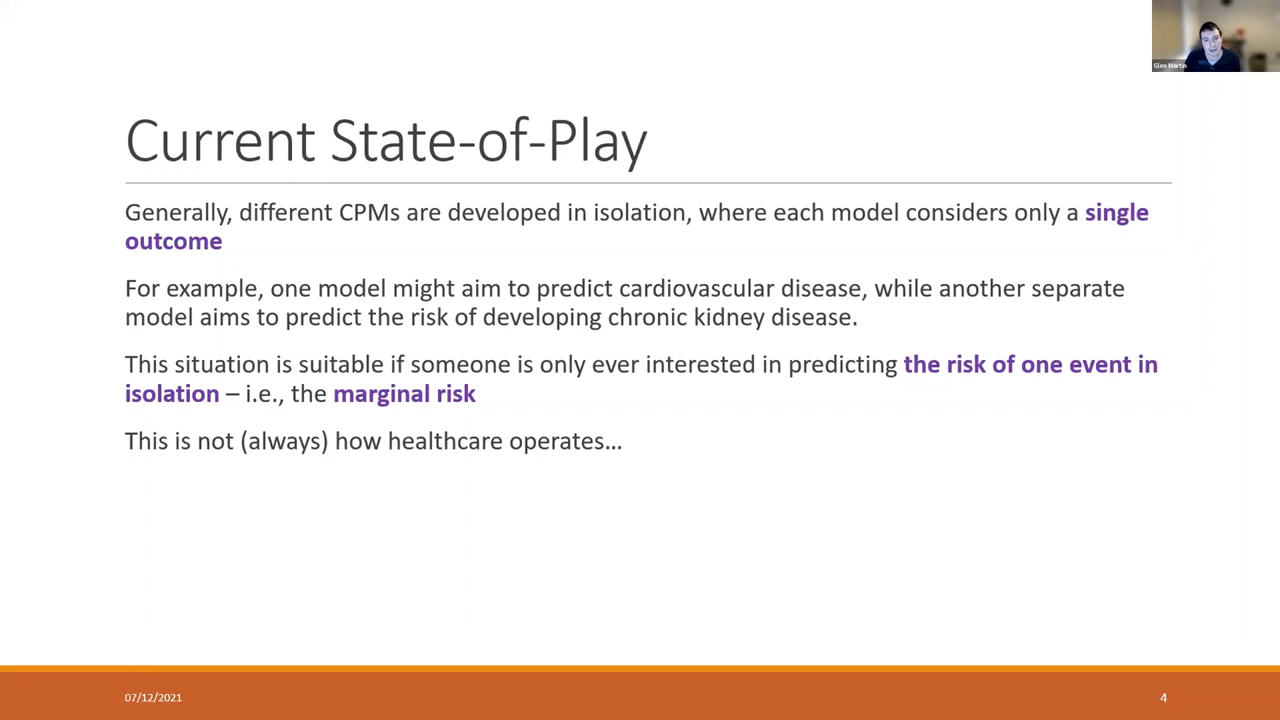 Glen Martin
Current State-of-Play
Generally, different CPMs are developed in isolation, where each model considers only a single
outcome
For example, one model might aim to predict cardiovascular disease, while another separate
model aims to predict the risk of developing chronic kidney disease.
This situation is suitable if someone is only ever interested in predicting the risk of one event in
isolation – i.e., the marginal risk
This is not (always) how healthcare operates…
07/12/2021
4